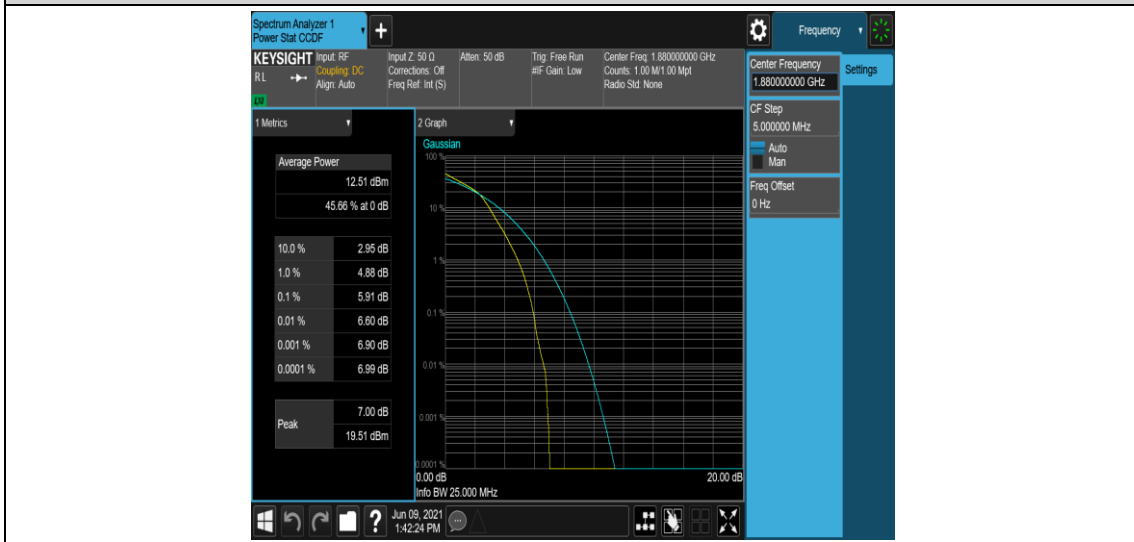 Spectrum Analyzer 1
Power Stat CCDF
+
Frequency
KEYSIGHT
RL
LXI
Input: RF
Coupling: DC
Align: Auto
Input Z: 50 Ω
Corrections: Off
Freq Ref: Int (S)
Atten: 50 dB
Trig: Free Run
#IF Gain: Low
Center Freq: 1.880000000 GHz
Counts: 1.00 M/1.00 Mpt
Radio Std: None
Center Frequency
1.880000000 GHz
Settings
CF Step
5.000000 MHz
Auto
Man
Freq Offset
0 Hz
1 Metrics
Average Power
12.51 dBm
45.66 % at 0 dB
10.0 % 2.95 dB
1.0 % 4.88 dB
0.1 % 5.91 dB
0.01 % 6.60 dB
0.001 % 6.90 dB
0.0001 % 6.99 dB
Peak
7.00 dB
19.51 dBm
2 Graph
Gaussian
100 %
10 %
1 %
0.1 %
0.01 %
0.001 %
0.0001 %
0.00 dB 20.00 dB
Info BW 25.000 MHz
?
Jun 09, 2021
1:42:24 PM